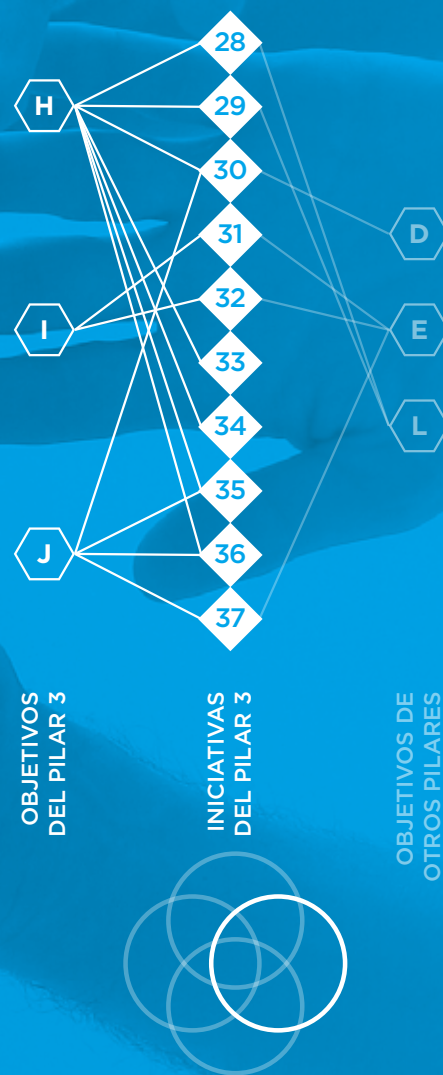 H
I
J
28
29
30
31
32
33
34
35
36
37
D
E
L
OBJETIVOS
DEL PILAR 3
INICIATIVAS
DEL PILAR 3
OBJETIVOS DE
OTROS PILARES